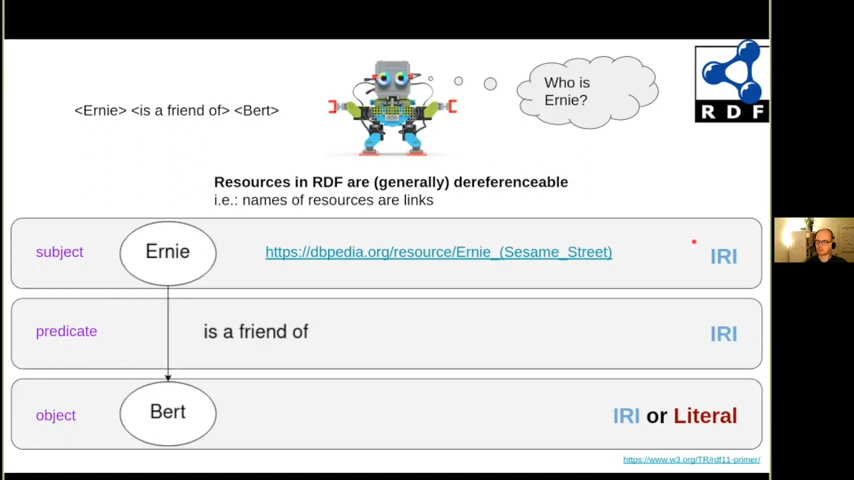 Who is
Ernie?
<Ernie> <is a friend of> <Bert>
RDF
Resources in RDF are (generally) dereferenceable
i.e.: names of resources are links
subject
Ernie
https://dbpedia.org/resource/Ernie_(Sesame_Street)
IRI
predicate
is a friend of
IRI
object
Bert
IRI or Literal
https://www.w3.org/TR/rdf11-primer/